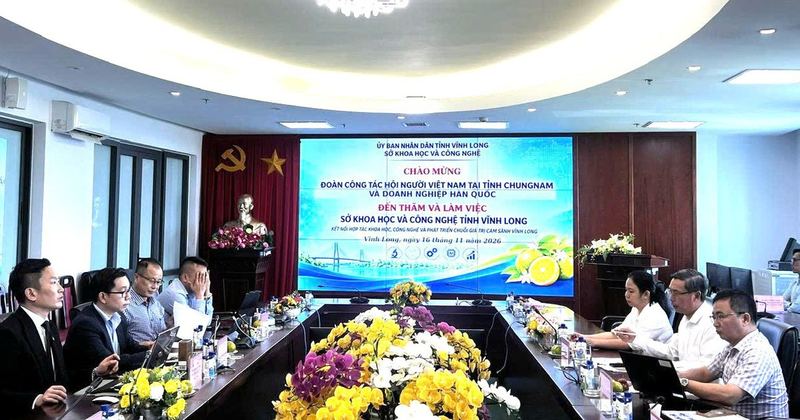 ỦY BAN NHÂN DÂN TỈNH VĨNH LONG
SỞ KHOA HỌC VÀ CÔNG NGHỆ
CHÀO MỪNG
ĐOÀN CÔNG TÁC HỘI NGƯỜI VIỆT NAM TẠI TỈNH CHUNGNAM
VÀ DOANH NGHIỆP HÀN QUỐC
ĐẾN THĂM VÀ LÀM VIỆC
SỞ KHOA HỌC VÀ CÔNG NGHỆ TỈNH VĨNH LONG
KẾT NỐI HỢP TÁC KHOA HỌC, CÔNG NGHỆ VÀ PHÁT TRIỂN CHUỖI GIÁ TRỊ CAM SÀNH VĨNH LONG
Vĩnh Long, ngày 16 tháng 11 năm 2026